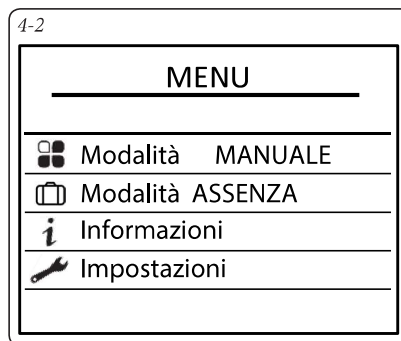 4-2
MENU
Modalità MANUALE
Modalità ASSENZA
Informazioni
Impostazioni